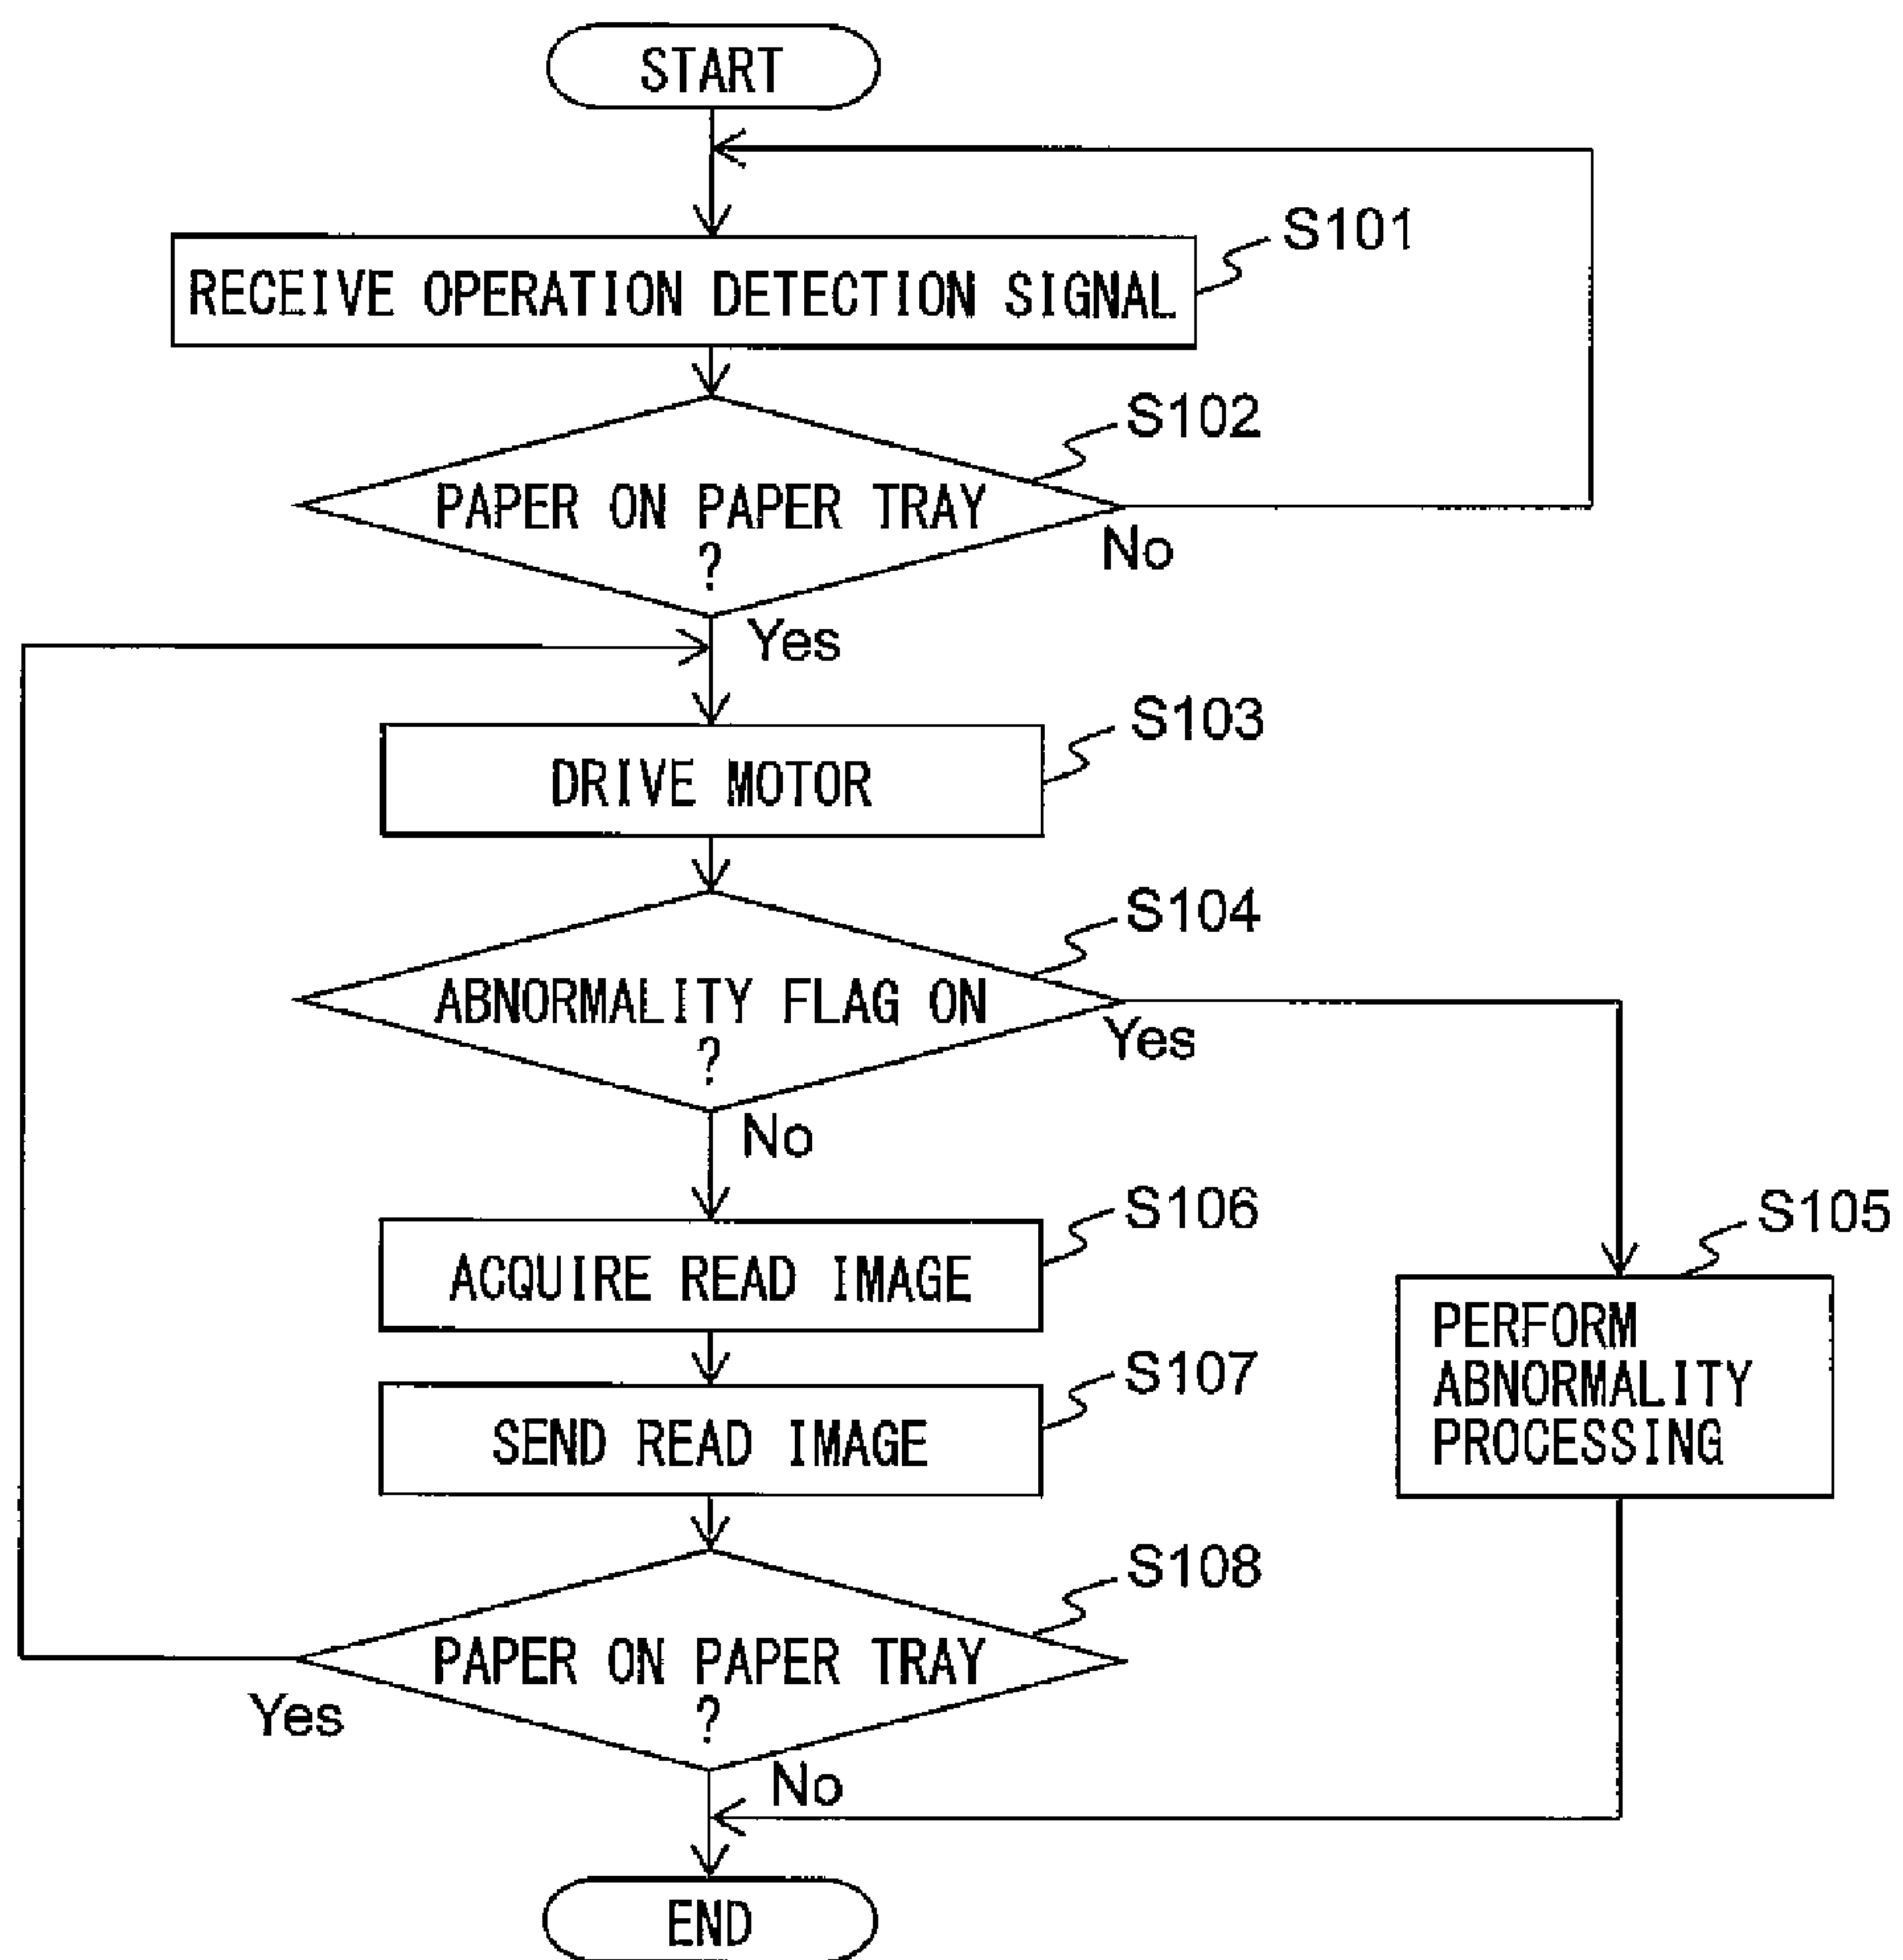 START
S101
RECEIVE OPERATION DETECTION SIGNAL
S102
PAPER ON PAPER TRAY
?
No
Yes
S103
DRIVE MOTOR
S104
ABNORMALITY FLAG ON
?
Yes
No
S106
ACQUIRE READ IMAGE
S105
PERFORM
ABNORMALITY
PROCESSING
S107
SEND READ IMAGE
S108
PAPER ON PAPER TRAY
?
Yes
No
END